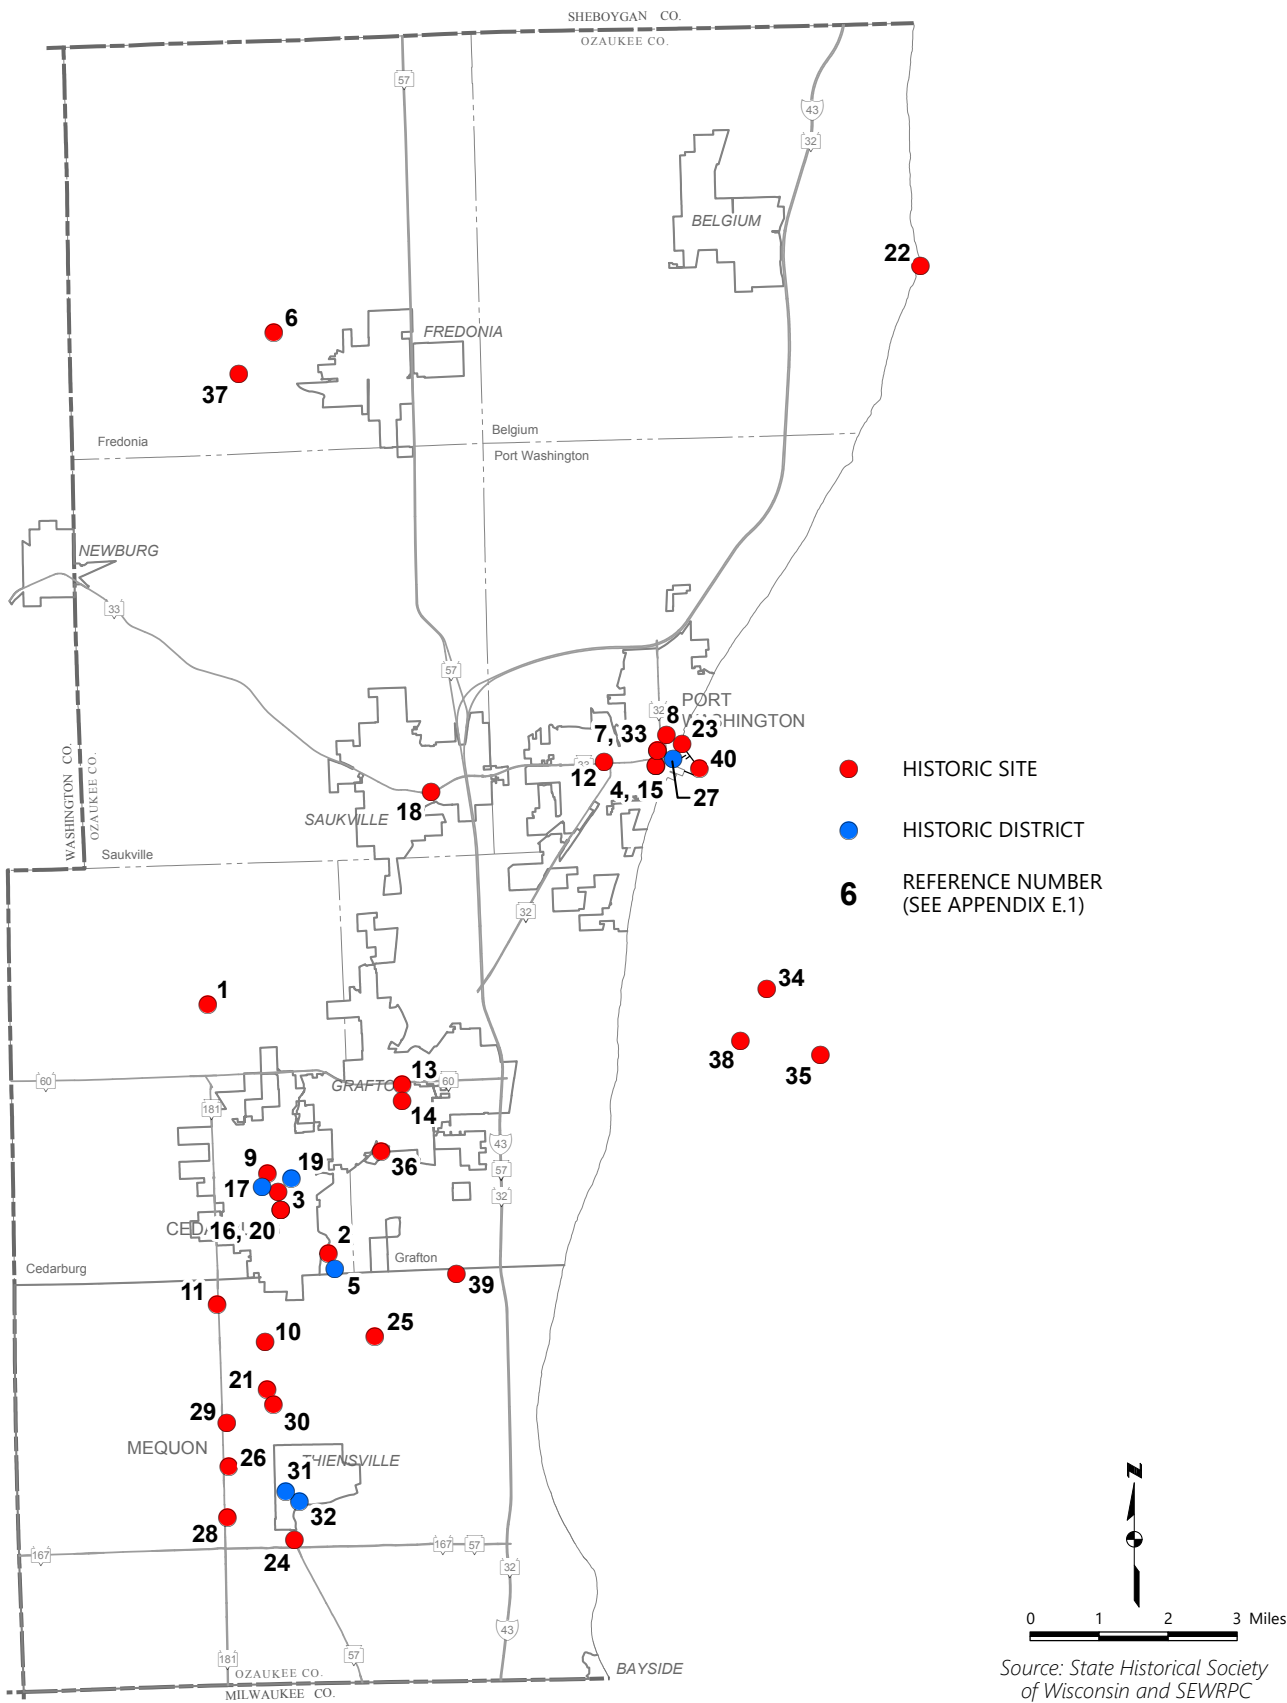 SHEBOYGAN CO.
OZAUKEE CO.
57
43
32
BELGIUM
22
6
FREDONIA
37
Fredonia
Belgium
Port Washington
NEWBURG
33
57
PORT
WASHINGTON
32
8
7, 33
23
33
12
40
4, 15
27
18
SAUKVILLE
WASHINGTON CO.
OZAUKEE CO.
Saukville
32
HISTORIC SITE
HISTORIC DISTRICT
6
REFERENCE NUMBER
(SEE APPENDIX E.1)
1
34
38
35
60
13
GRAFTON
60
14
181
43
57
32
36
9
19
17
3
16, 20
2
Cedarburg
Grafton
5
39
11
10
25
21
30
29
MEQUON
26
THIENSVILLE
31
32
28
24
167
167
57
32
43
181
57
OZAUKEE CO.
MILWAUKEE CO.
BAYSIDE
N
0 1 2 3 Miles
Source: State Historical Society
of Wisconsin and SEWRPC